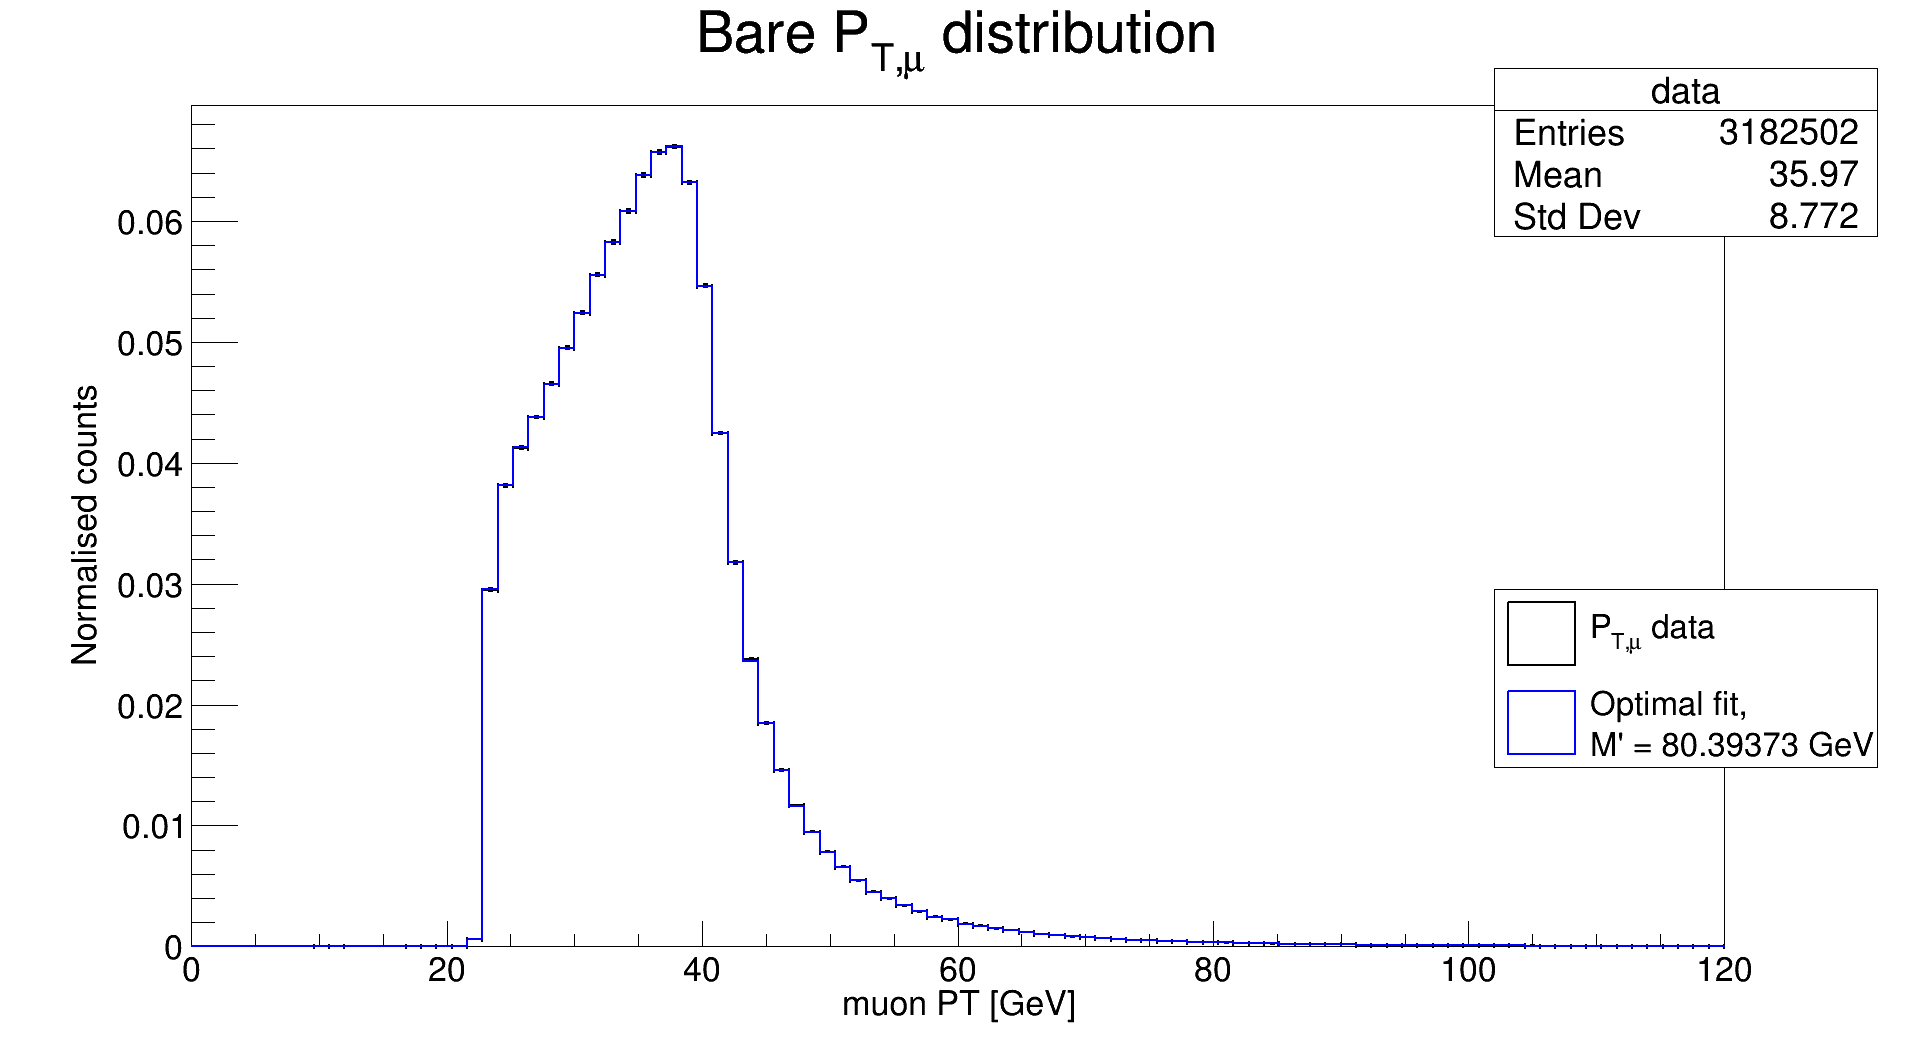 Bare P_T,μ distribution
data
Entries 3182502
Mean 35.97
Std Dev 8.772
Normalised counts
0.06
0.05
0.04
0.03
0.02
0.01
0
P_T,μ data
Optimal fit,
M' = 80.39373 GeV
0 20 40 60 80 100 120
muon PT [GeV]